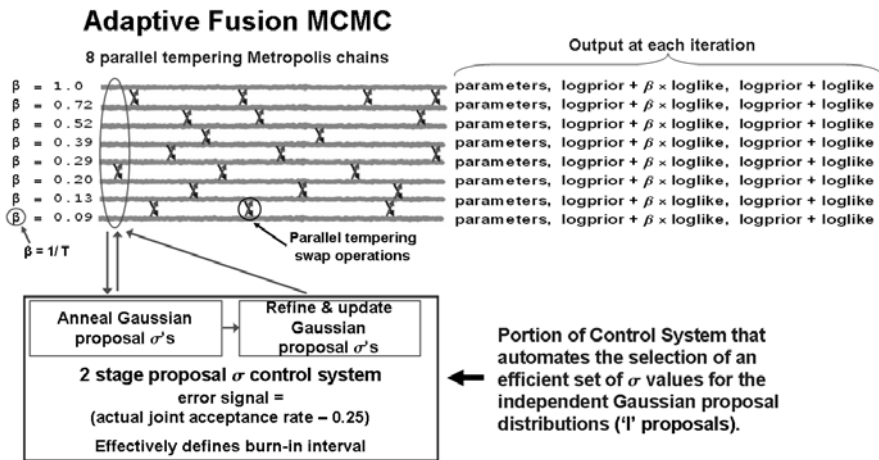 Adaptive Fusion MCMC
8 parallel tempering Metropolis chains
Output at each iteration
β = 1.0
parameters, logprior + β × loglike, logprior + loglike
β = 0.72
parameters, logprior + β × loglike, logprior + loglike
β = 0.52
parameters, logprior + β × loglike, logprior + loglike
β = 0.39
parameters, logprior + β × loglike, logprior + loglike
β = 0.29
parameters, logprior + β × loglike, logprior + loglike
β = 0.20
parameters, logprior + β × loglike, logprior + loglike
β = 0.13
parameters, logprior + β × loglike, logprior + loglike
β = 0.09
parameters, logprior + β × loglike, logprior + loglike
β = 1/T
Parallel tempering
swap operations
Anneal Gaussian
proposal σ's
Refine & update
Gaussian
proposal σ's
2 stage proposal σ control system
error signal =
(actual joint acceptance rate – 0.25)
Effectively defines burn-in interval
Portion of Control System that
automates the selection of an
efficient set of σ values for the
independent Gaussian proposal
distributions ('I' proposals).